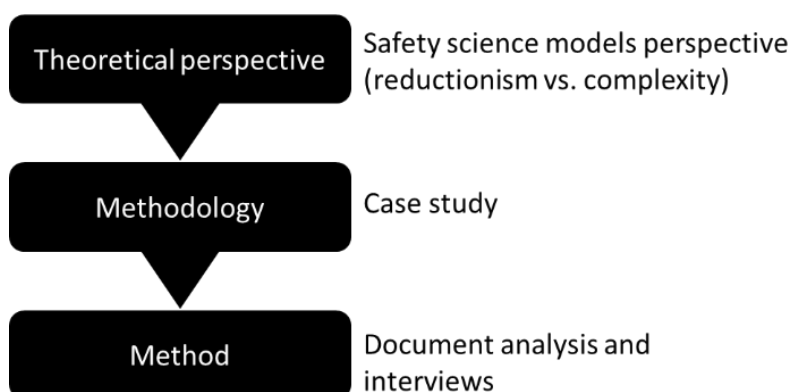 Theoretical perspective
Safety science models perspective
(reductionism vs. complexity)
Methodology
Case study
Method
Document analysis and
interviews